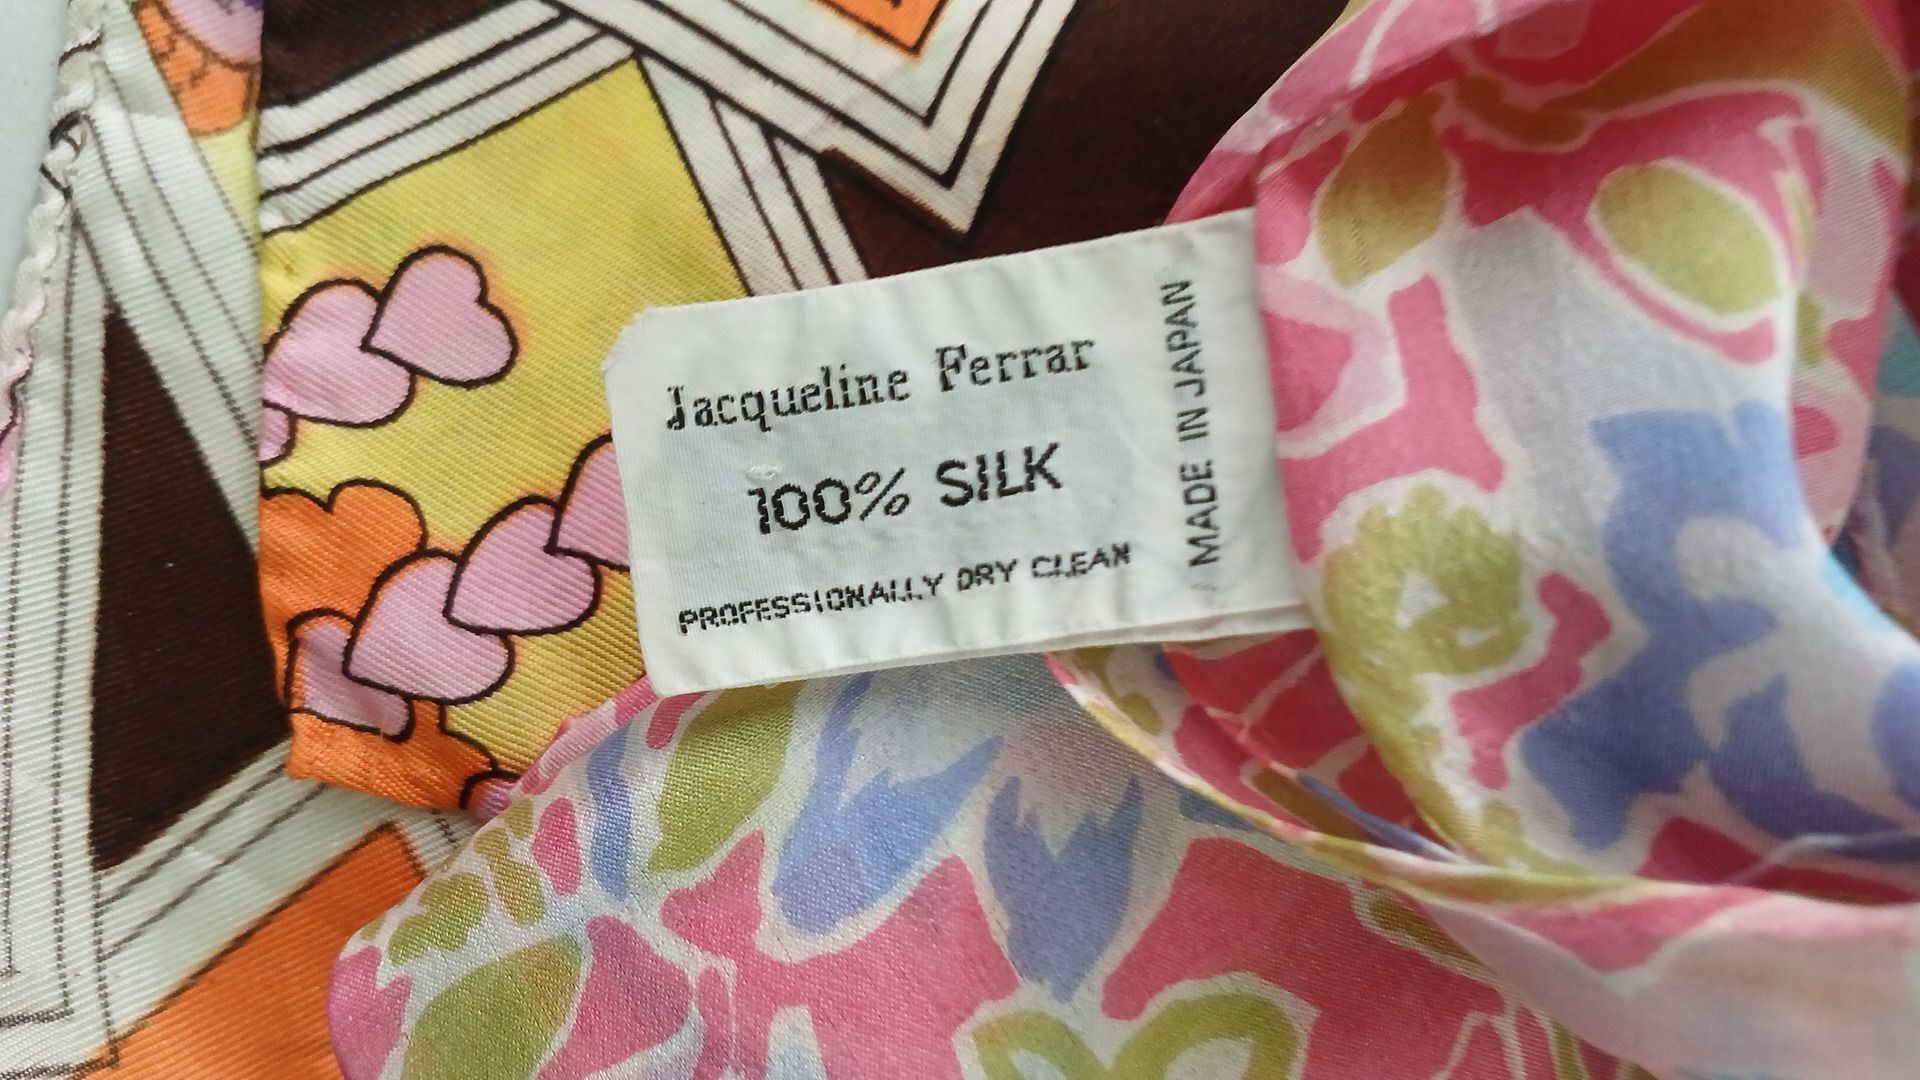 Jacqueline Ferrar
100% SILK
PROFESSIONALLY DRY CLEAN
MADE IN JAPAN